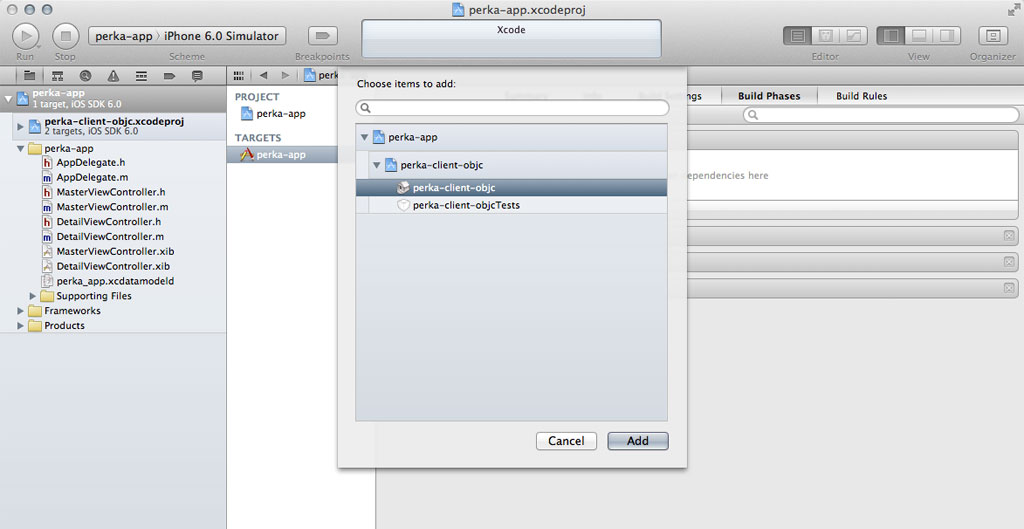 perka-app.xcodeproj
perka-app iPhone 6.0 Simulator
Xcode
Run Stop Scheme Breakpoints Editor View Organizer
perka-app
1 target, iOS SDK 6.0
perka-client-objc.xcodeproj
2 targets, iOS SDK 6.0
perka-app
AppDelegate.h
AppDelegate.m
MasterViewController.h
MasterViewController.m
DetailViewController.h
DetailViewController.m
MasterViewController.xib
DetailViewController.xib
perka_app.xcdatamodeld
Supporting Files
Frameworks
Products
perk
PROJECT
perka-app
TARGETS
perka-app
Choose items to add:
perka-app
perka-client-objc
perka-client-objc
perka-client-objcTests
Cancel Add
Summary Info Build Settings Build Phases Build Rules
dependencies here